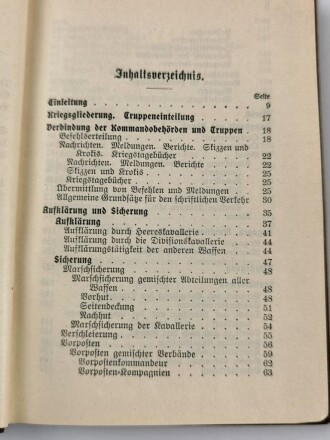 Inhaltsverzeichnis.
Seite
Einleitung . . . . . . . . . . 9
Kriegsgliederung. Truppeneinteilung . . . . 17
Verbindung der Kommandobehörden und Truppen . 18
Befehlserteilung . . . . . . . . . 18
Nachrichten. Meldungen. Berichte. Skizzen und
Krokis. Kriegstagebücher . . . . . . 22
Nachrichten. Meldungen. Berichte . . . . 22
Skizzen und Krokis . . . . . . . 25
Kriegstagebücher . . . . . . . . 25
Übermittlung von Befehlen und Meldungen . . . 25
Allgemeine Grundsätze für den schriftlichen Verkehr 30
Aufklärung und Sicherung . . . . . . . 35
Aufklärung . . . . . . . . . . 37
Aufklärung durch Heereskavallerie . . . . 41
Aufklärung durch die Divisionskavallerie . . . 44
Aufklärungstätigkeit der anderen Waffen . . . 44
Sicherung . . . . . . . . . . 47
Marschsicherung . . . . . . . . 48
Marschsicherung gemischter Abteilungen aller
Waffen . . . . . . . . . 48
Vorhut . . . . . . . . . 48
Seitendeckung . . . . . . . . 51
Nachhut . . . . . . . . . 52
Marschsicherung der Kavallerie . . . . . 54
Verschleierung . . . . . . . . . 55
Vorposten . . . . . . . . . . 56
Vorposten gemischter Verbände . . . . . 59
Vorpostenkommandeur . . . . . . 62
Vorposten-Kompagnien . . . . . . 63